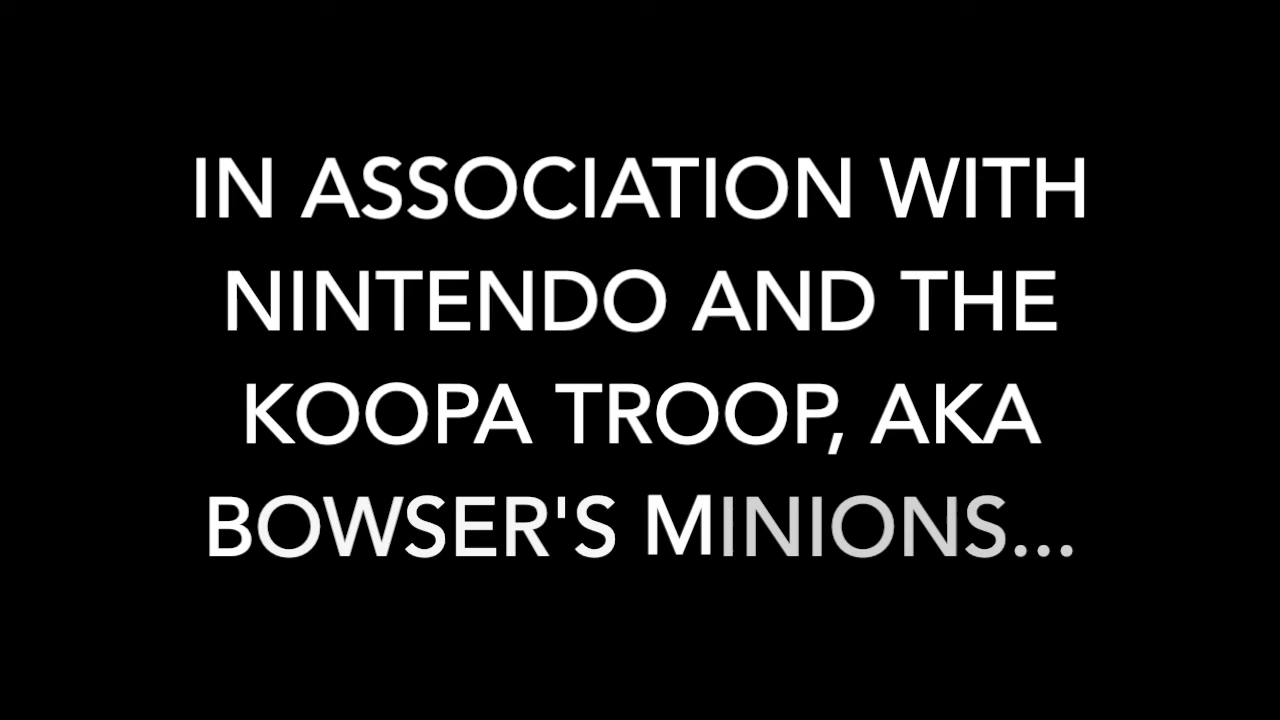 IN ASSOCIATION WITH
NINTENDO AND THE
KOOPA TROOP, AKA
BOWSER'S MINIONS...